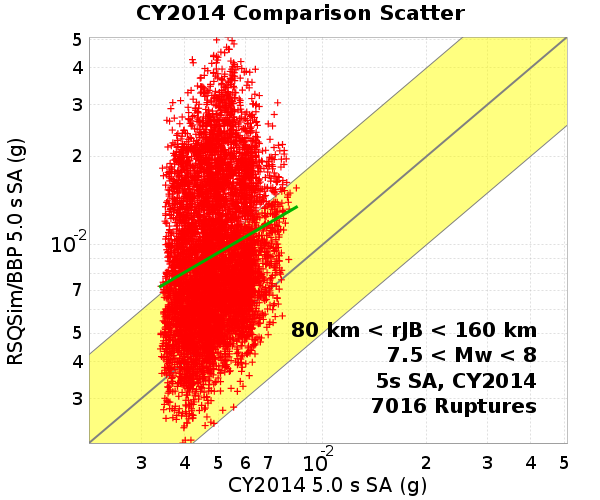 CY2014 Comparison Scatter
RSQSim/BBP 5.0 s SA (g)
5
4
3
2
10-2
7
5
4
3
80 km < rJB < 160 km
7.5 < Mw < 8
5s SA, CY2014
7016 Ruptures
3 4 5 6 7 10-2 2 3 4 5
CY2014 5.0 s SA (g)